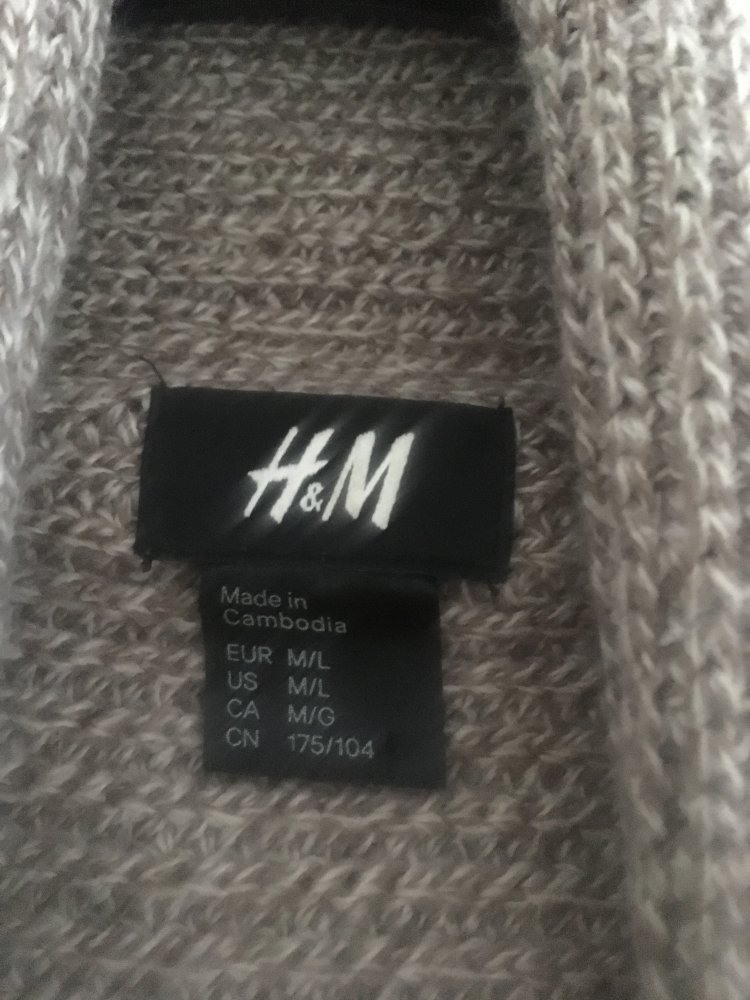 H&M
Made in
Cambodia
EUR M/L
US M/L
CA M/G
CN 175/104